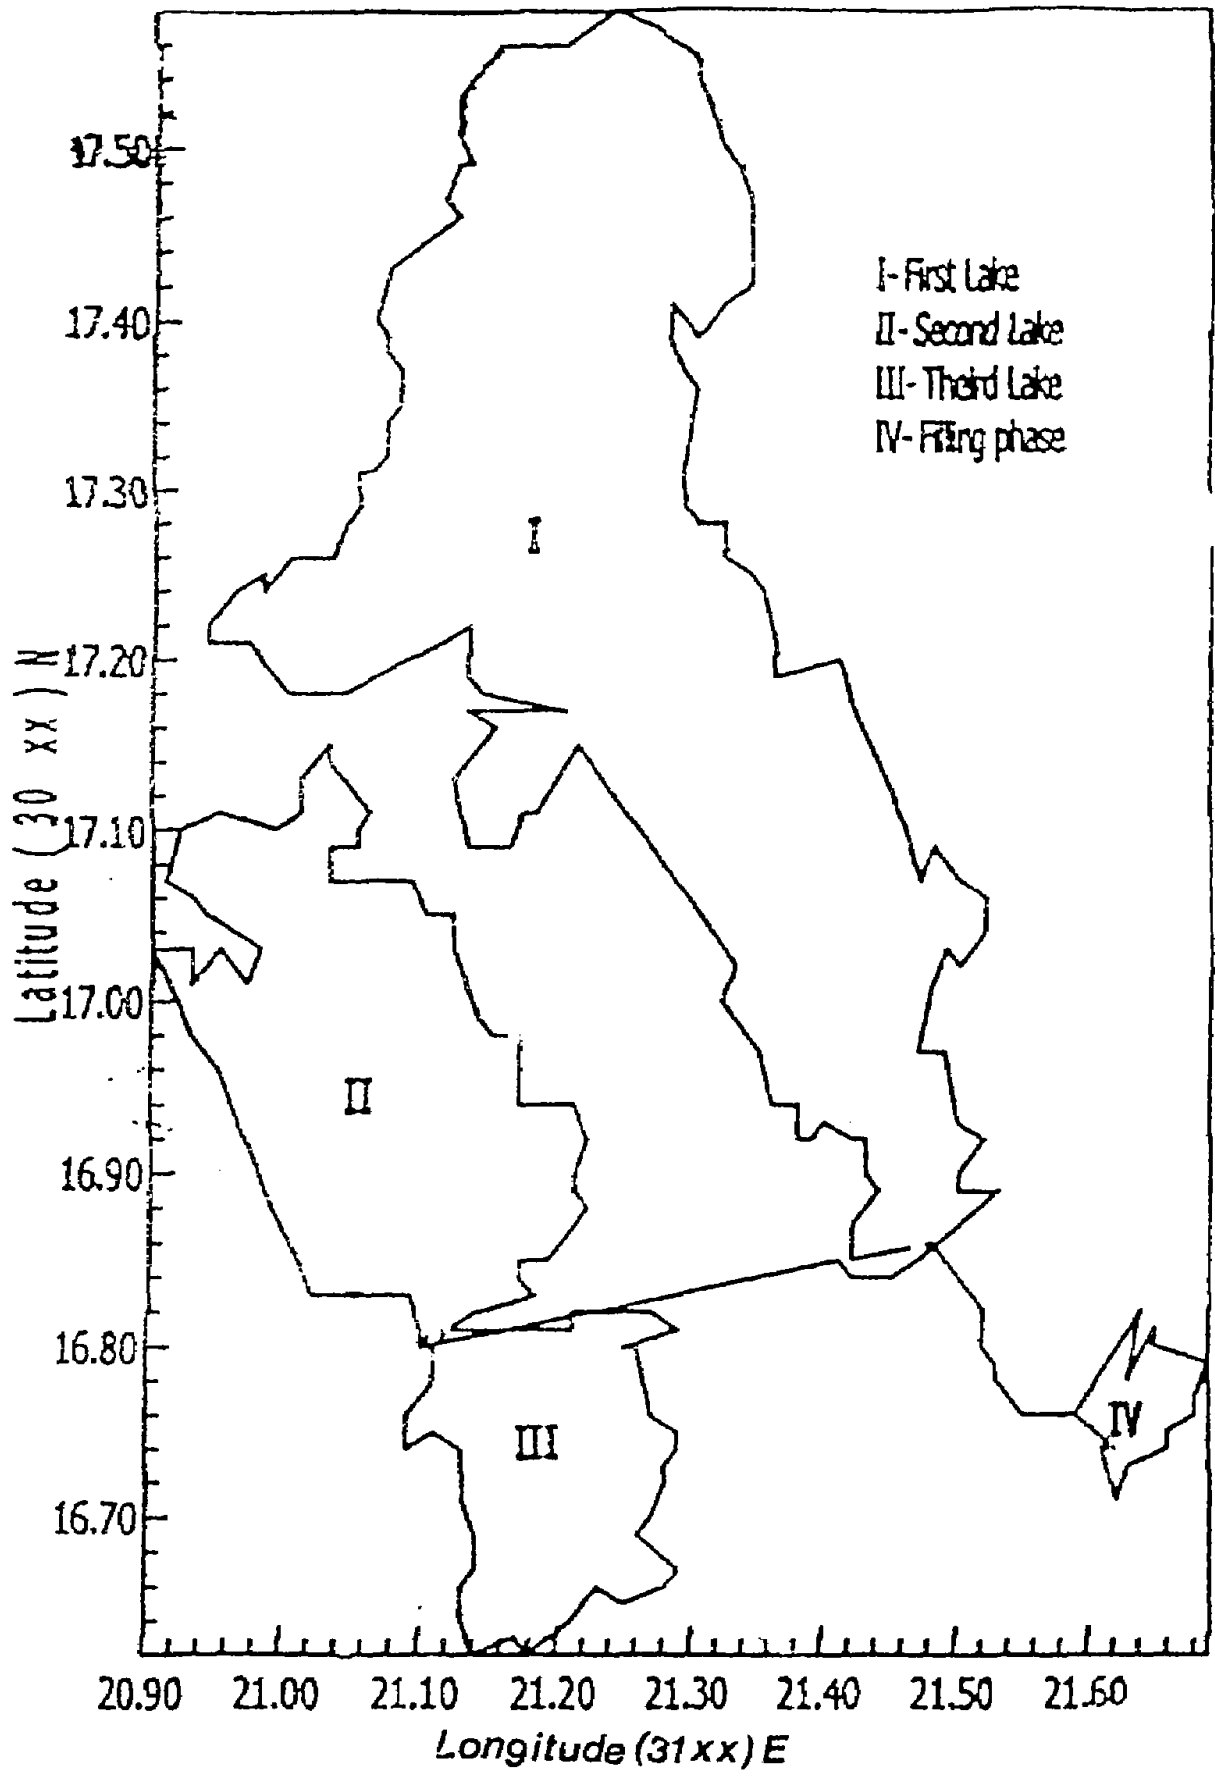 17.50
I- First Lake
17.40
II- Second Lake
III- Theird Lake
IV- Filling phase
17.30
I
17.20
Latitude (30 xx) N
17.10
17.00
II
16.90
16.80
IV
III
16.70
20.90 21.00 21.10 21.20 21.30 21.40 21.50 21.60
Longitude (31xx) E